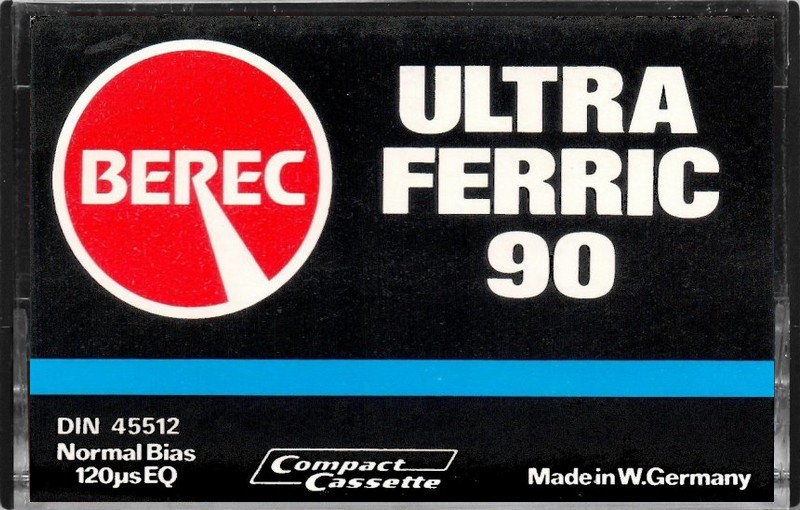 BEREC
ULTRA
FERRIC
90
DIN 45512
Normal Bias
120µs EQ
Compact
Cassette
Made in W.Germany